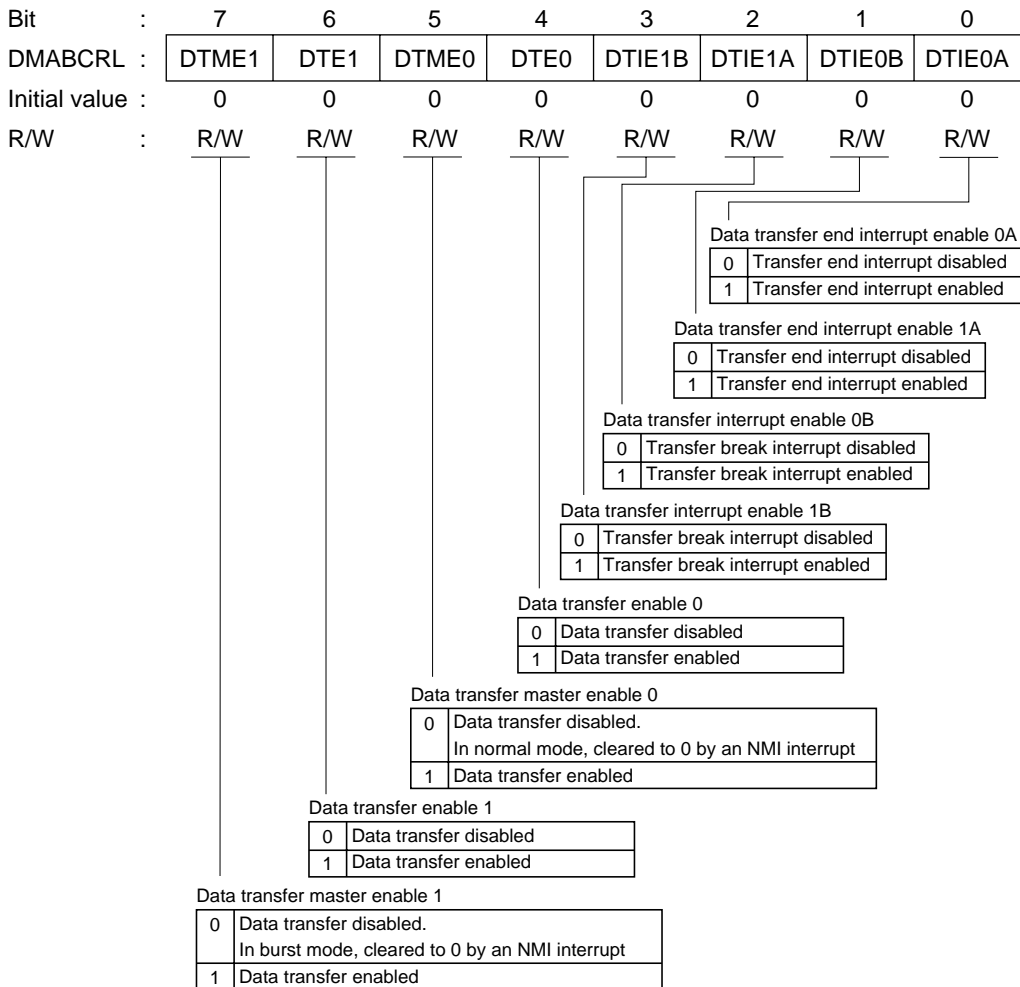 Bit : 7 6 5 4 3 2 1 0
DMABCRL : DTME1 DTE1 DTME0 DTE0 DTIE1B DTIE1A DTIE0B DTIE0A
Initial value : 0 0 0 0 0 0 0 0
R/W : R/W R/W R/W R/W R/W R/W R/W R/W
Data transfer end interrupt enable 0A
0 Transfer end interrupt disabled
1 Transfer end interrupt enabled
Data transfer end interrupt enable 1A
0 Transfer end interrupt disabled
1 Transfer end interrupt enabled
Data transfer interrupt enable 0B
0 Transfer break interrupt disabled
1 Transfer break interrupt enabled
Data transfer interrupt enable 1B
0 Transfer break interrupt disabled
1 Transfer break interrupt enabled
Data transfer enable 0
0 Data transfer disabled
1 Data transfer enabled
Data transfer master enable 0
0 Data transfer disabled.
In normal mode, cleared to 0 by an NMI interrupt
1 Data transfer enabled
Data transfer enable 1
0 Data transfer disabled
1 Data transfer enabled
Data transfer master enable 1
0 Data transfer disabled.
In burst mode, cleared to 0 by an NMI interrupt
1 Data transfer enabled